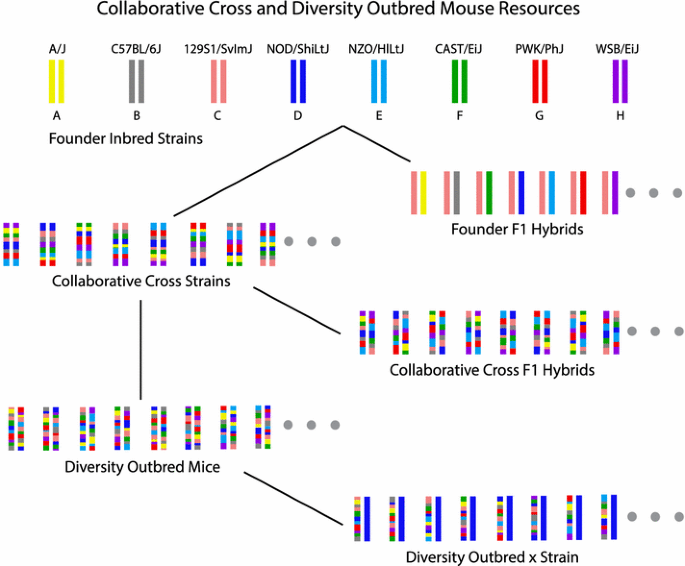 Collaborative Cross and Diversity Outbred Mouse Resources
A/J C57BL/6J 129S1/SvImJ NOD/ShiLtJ NZO/HlLtJ CAST/EiJ PWK/PhJ WSB/EiJ
A B C D E F G H
Founder Inbred Strains
Founder F1 Hybrids
Collaborative Cross Strains
Collaborative Cross F1 Hybrids
Diversity Outbred Mice
Diversity Outbred x Strain